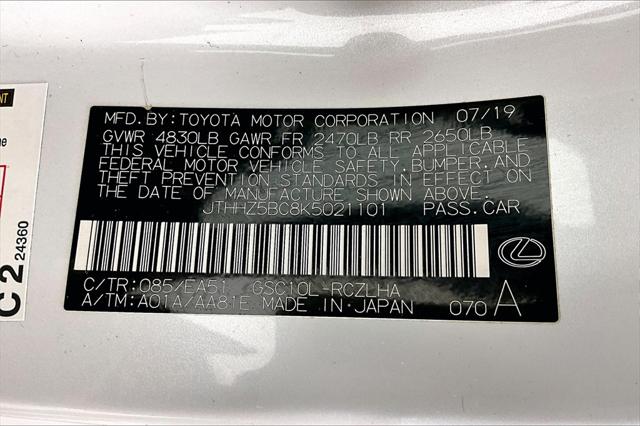 MFD. BY: TOYOTA MOTOR CORPORATION 07/19
GVWR 4830LB GAWR FR 2470LB RR 2650LB
THIS VEHICLE CONFORMS TO ALL APPLICABLE
FEDERAL MOTOR VEHICLE SAFETY, BUMPER, AND
THEFT PREVENTION STANDARDS IN EFFECT ON
THE DATE OF MANUFACTURE SHOWN ABOVE.
JTHHZ5BC8K5021101 PASS.CAR
C/TR: 085/EA51 GSC10L-RCZLHA
A/TM: A01A/AA81E MADE IN JAPAN 070 A
C 2 24360